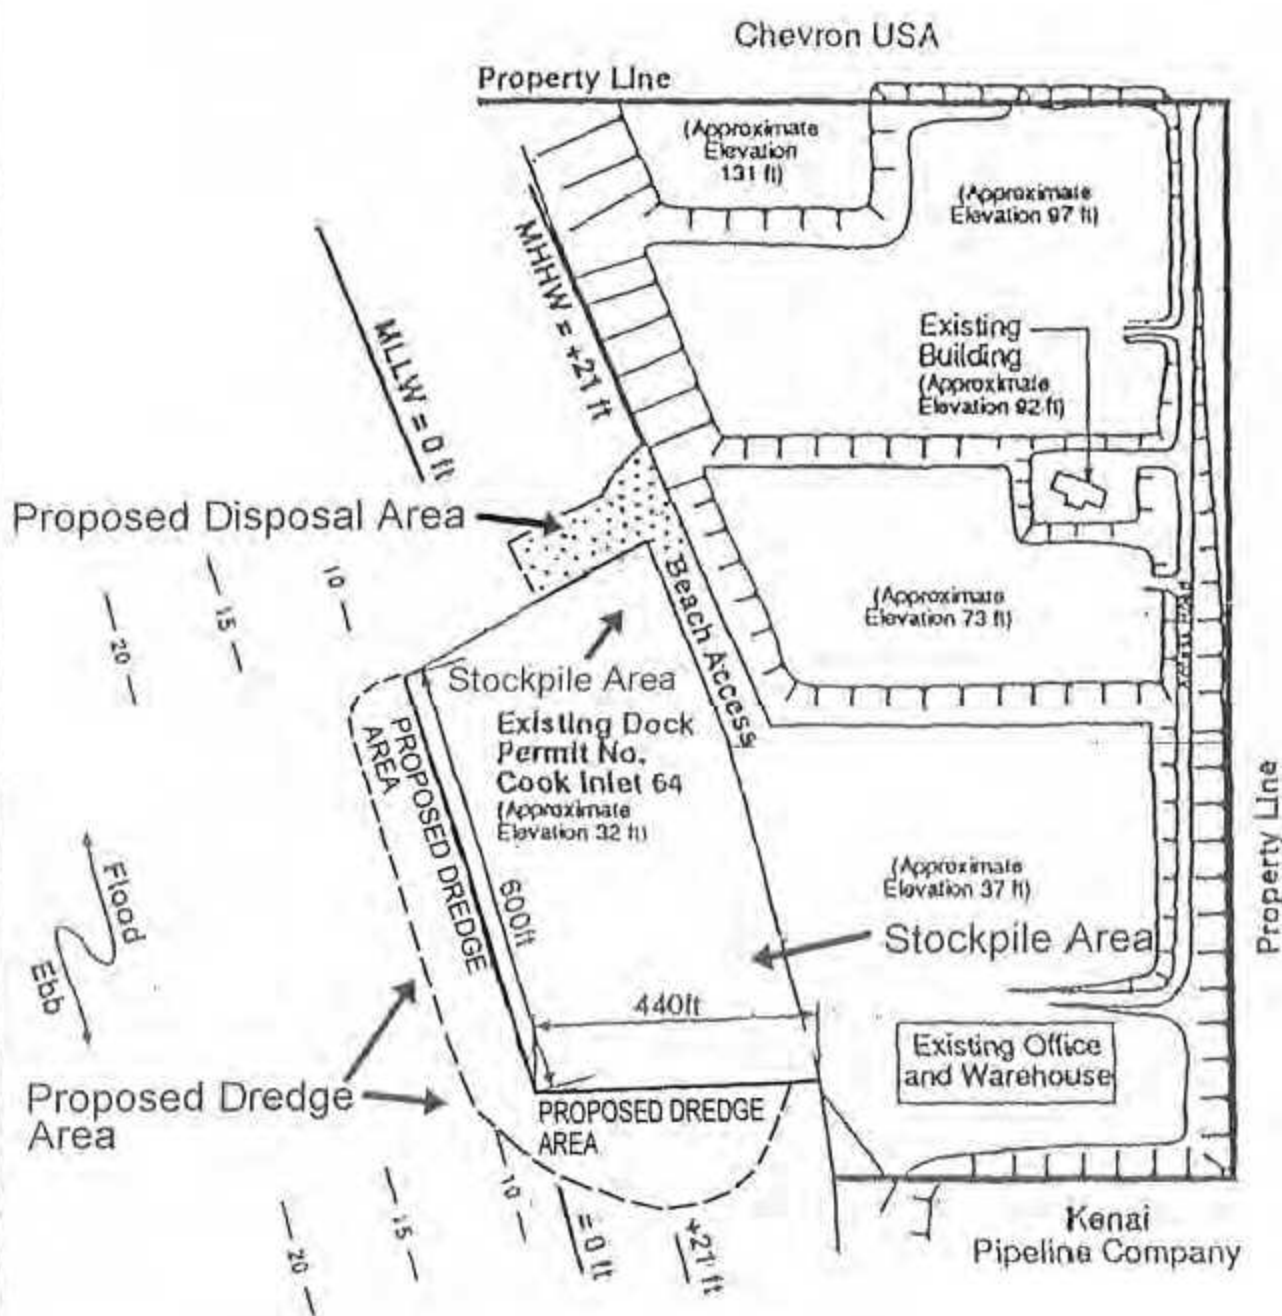 Chevron USA
Property Line
(Approximate
Elevation
131 ft)
(Approximate
Elevation 97 ft)
MHHW = +21 ft
MLLW = 0 ft
Existing
Building
(Approximate
Elevation 92 ft)
Proposed Disposal Area
10
15
20
Beach Access
(Approximate
Elevation 73 ft)
Stockpile Area
Existing Dock
Permit No.
Cook Inlet 64
(Approximate
Elevation 32 ft)
PROPOSED DREDGE
AREA
600ft
Property Line
(Approximate
Elevation 37 ft)
Flood
Ebb
Stockpile Area
440ft
Existing Office
and Warehouse
Proposed Dredge
Area
PROPOSED DREDGE
AREA
10
15
20
= 0 ft
+21 ft
Kenai
Pipeline Company